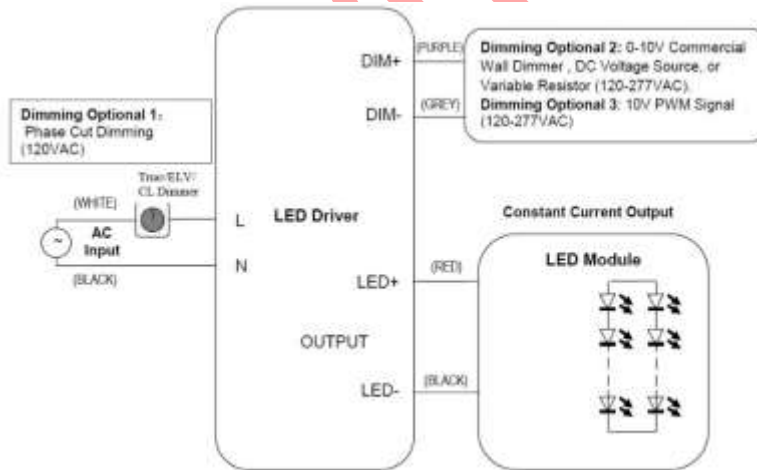 DIM+
(PURPLE)
Dimming Optional 2: 0-10V Commercial
Wall Dimmer , DC Voltage Source, or
Variable Resistor (120-277VAC).
DIM-
(GREY)
Dimming Optional 3: 10V PWM Signal
(120-277VAC)
Dimming Optional 1:
Phase Cut Dimming
(120VAC)
CL Dimmer
(WHITE)
AC
Input
(BLACK)
L
N
LED Driver
Constant Current Output
LED Module
LED+
(RED)
OUTPUT
LED-
(BLACK)